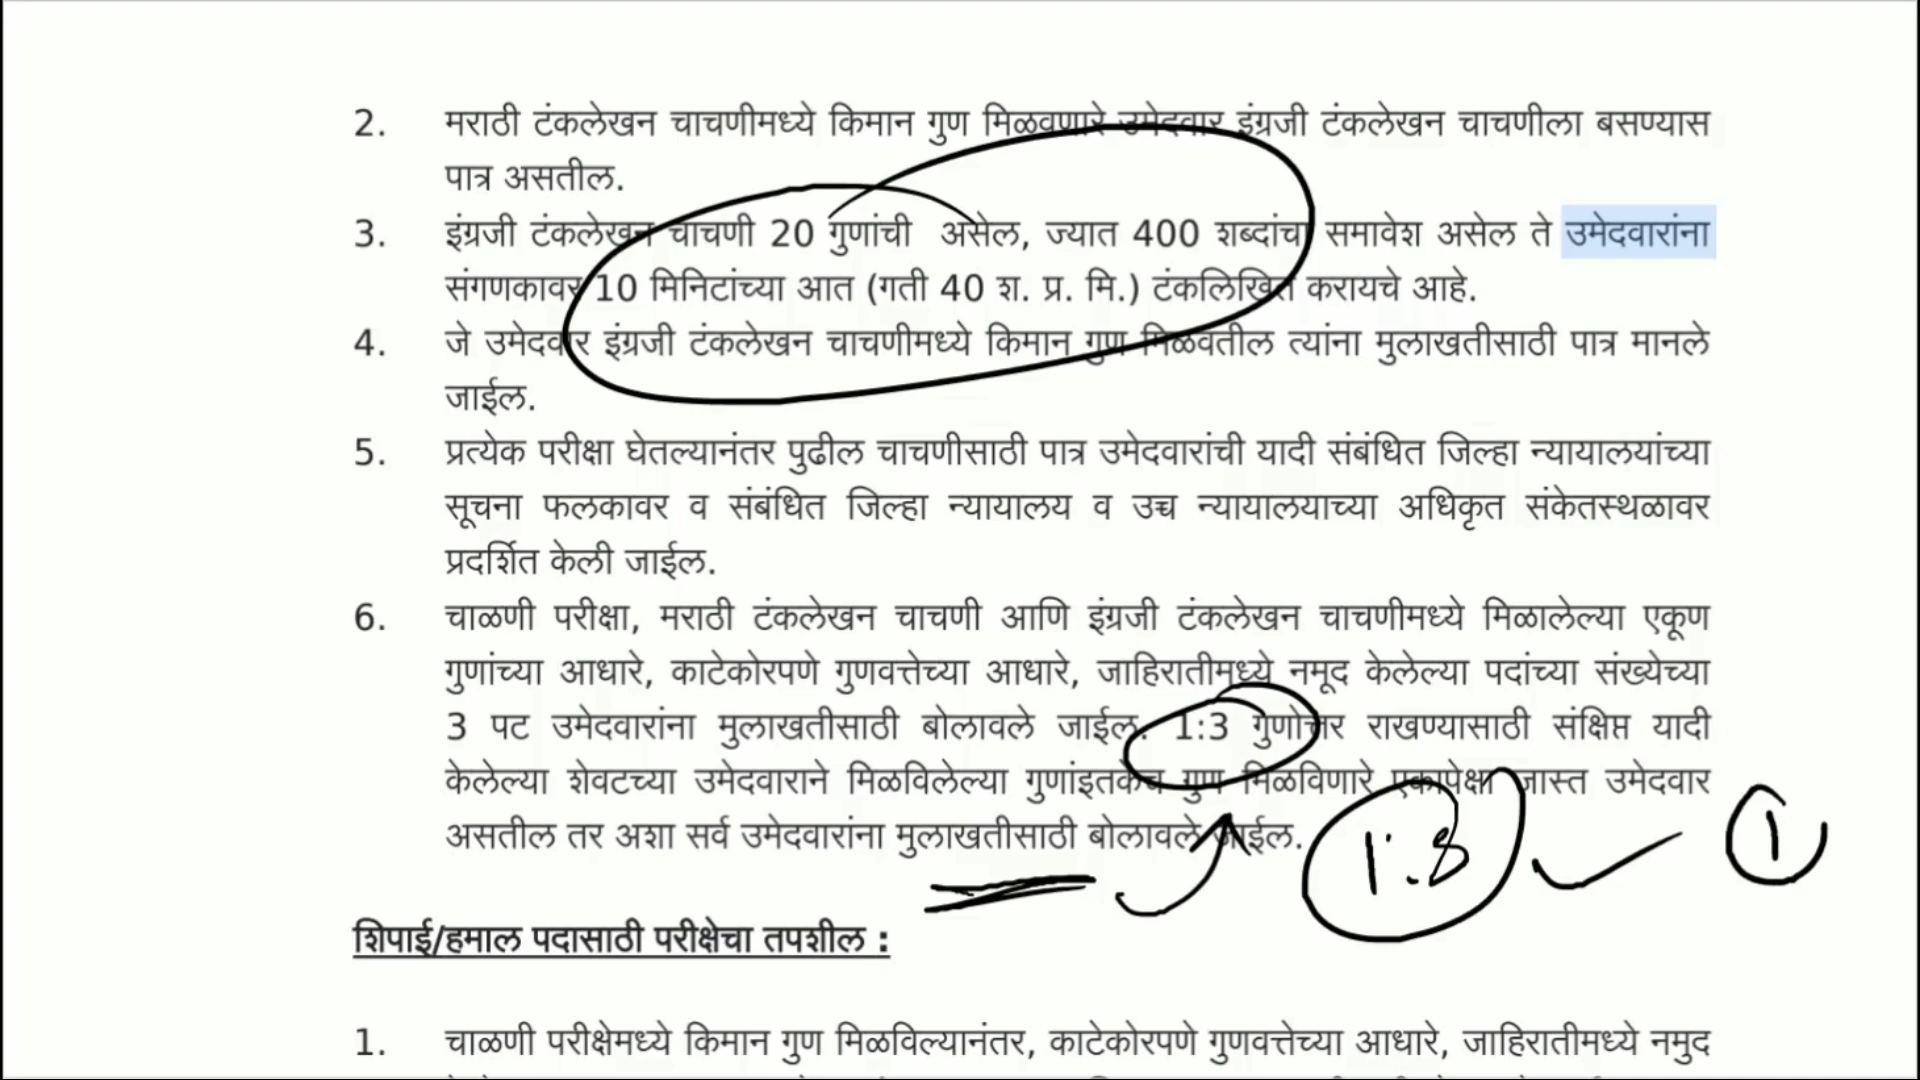 2. मराठी टंकलेखन चाचणीमध्ये किमान गुण मिळवणारे उमेदवार इंग्रजी टंकलेखन चाचणीला बसण्यास
पात्र असतील.
3. इंग्रजी टंकलेखन चाचणी 20 गुणांची असेल, ज्यात 400 शब्दांचा समावेश असेल ते उमेदवारांना
संगणकावर 10 मिनिटांच्या आत (गती 40 श. प्र. मि.) टंकलिखित करायचे आहे.
4. जे उमेदवार इंग्रजी टंकलेखन चाचणीमध्ये किमान गुण मिळवतील त्यांना मुलाखतीसाठी पात्र मानले
जाईल.
5. प्रत्येक परीक्षा घेतल्यानंतर पुढील चाचणीसाठी पात्र उमेदवारांची यादी संबंधित जिल्हा न्यायालयांच्या
सूचना फलकावर व संबंधित जिल्हा न्यायालय व उच्च न्यायालयाच्या अधिकृत संकेतस्थळावर
प्रदर्शित केली जाईल.
6. चाळणी परीक्षा, मराठी टंकलेखन चाचणी आणि इंग्रजी टंकलेखन चाचणीमध्ये मिळालेल्या एकूण
गुणांच्या आधारे, काटेकोरपणे गुणवत्तेच्या आधारे, जाहिरातीमध्ये नमूद केलेल्या पदांच्या संख्येच्या
3 पट उमेदवारांना मुलाखतीसाठी बोलावले जाईल. 1:3 गुणोत्तर राखण्यासाठी संक्षिप्त यादी
केलेल्या शेवटच्या उमेदवाराने मिळविलेल्या गुणांइतकेच गुण मिळविणारे एकापेक्षा जास्त उमेदवार
असतील तर अशा सर्व उमेदवारांना मुलाखतीसाठी बोलावले जाईल.
1:3 1
शिपाई/हमाल पदासाठी परीक्षेचा तपशील :
1. चाळणी परीक्षेमध्ये किमान गुण मिळविल्यानंतर, काटेकोरपणे गुणवत्तेच्या आधारे, जाहिरातीमध्ये नमुद